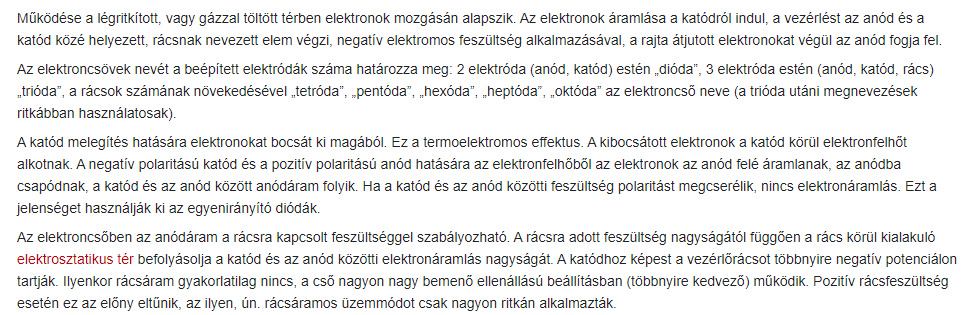 Működése a légritkított, vagy gázzal töltött térben elektronok mozgásán alapszik. Az elektronok áramlása a katódról indul, a vezérlést az anód és a
katód közé helyezett, rácsnak nevezett elem végzi, negatív elektromos feszültség alkalmazásával, a rajta átjutott elektronokat végül az anód fogja fel.
Az elektroncsövek nevét a beépített elektródák száma határozza meg: 2 elektróda (anód, katód) estén „dióda”, 3 elektróda estén (anód, katód, rács)
„trióda”, a rácsok számának növekedésével „tetróda”, „pentóda”, „hexóda”, „heptóda”, „októda” az elektroncső neve (a trióda utáni megnevezések
ritkábban használatosak).
A katód melegítés hatására elektronokat bocsát ki magából. Ez a termoelektromos effektus. A kibocsátott elektronok a katód körül elektronfelhőt
alkotnak. A negatív polaritású katód és a pozitív polaritású anód hatására az elektronfelhőből az elektronok az anód felé áramlanak, az anódba
csapódnak, a katód és az anód között anódáram folyik. Ha a katód és az anód közötti feszültség polaritást megcserélik, nincs elektronáramlás. Ezt a
jelenséget használják ki az egyenirányító diódák.
Az elektroncsőben az anódáram a rácsra kapcsolt feszültséggel szabályozható. A rácsra adott feszültség nagyságától függően a rács körül kialakuló
elektrosztatikus tér befolyásolja a katód és az anód közötti elektronáramlás nagyságát. A katódhoz képest a vezérlőrácsot többnyire negatív potenciálon
tartják. Ilyenkor rácsáram gyakorlatilag nincs, a cső nagyon nagy bemenő ellenállású beállításban (többnyire kedvező) működik. Pozitív rácsfeszültség
esetén ez az előny eltűnik, az ilyen, ún. rácsáramos üzemmódot csak nagyon ritkán alkalmazták.